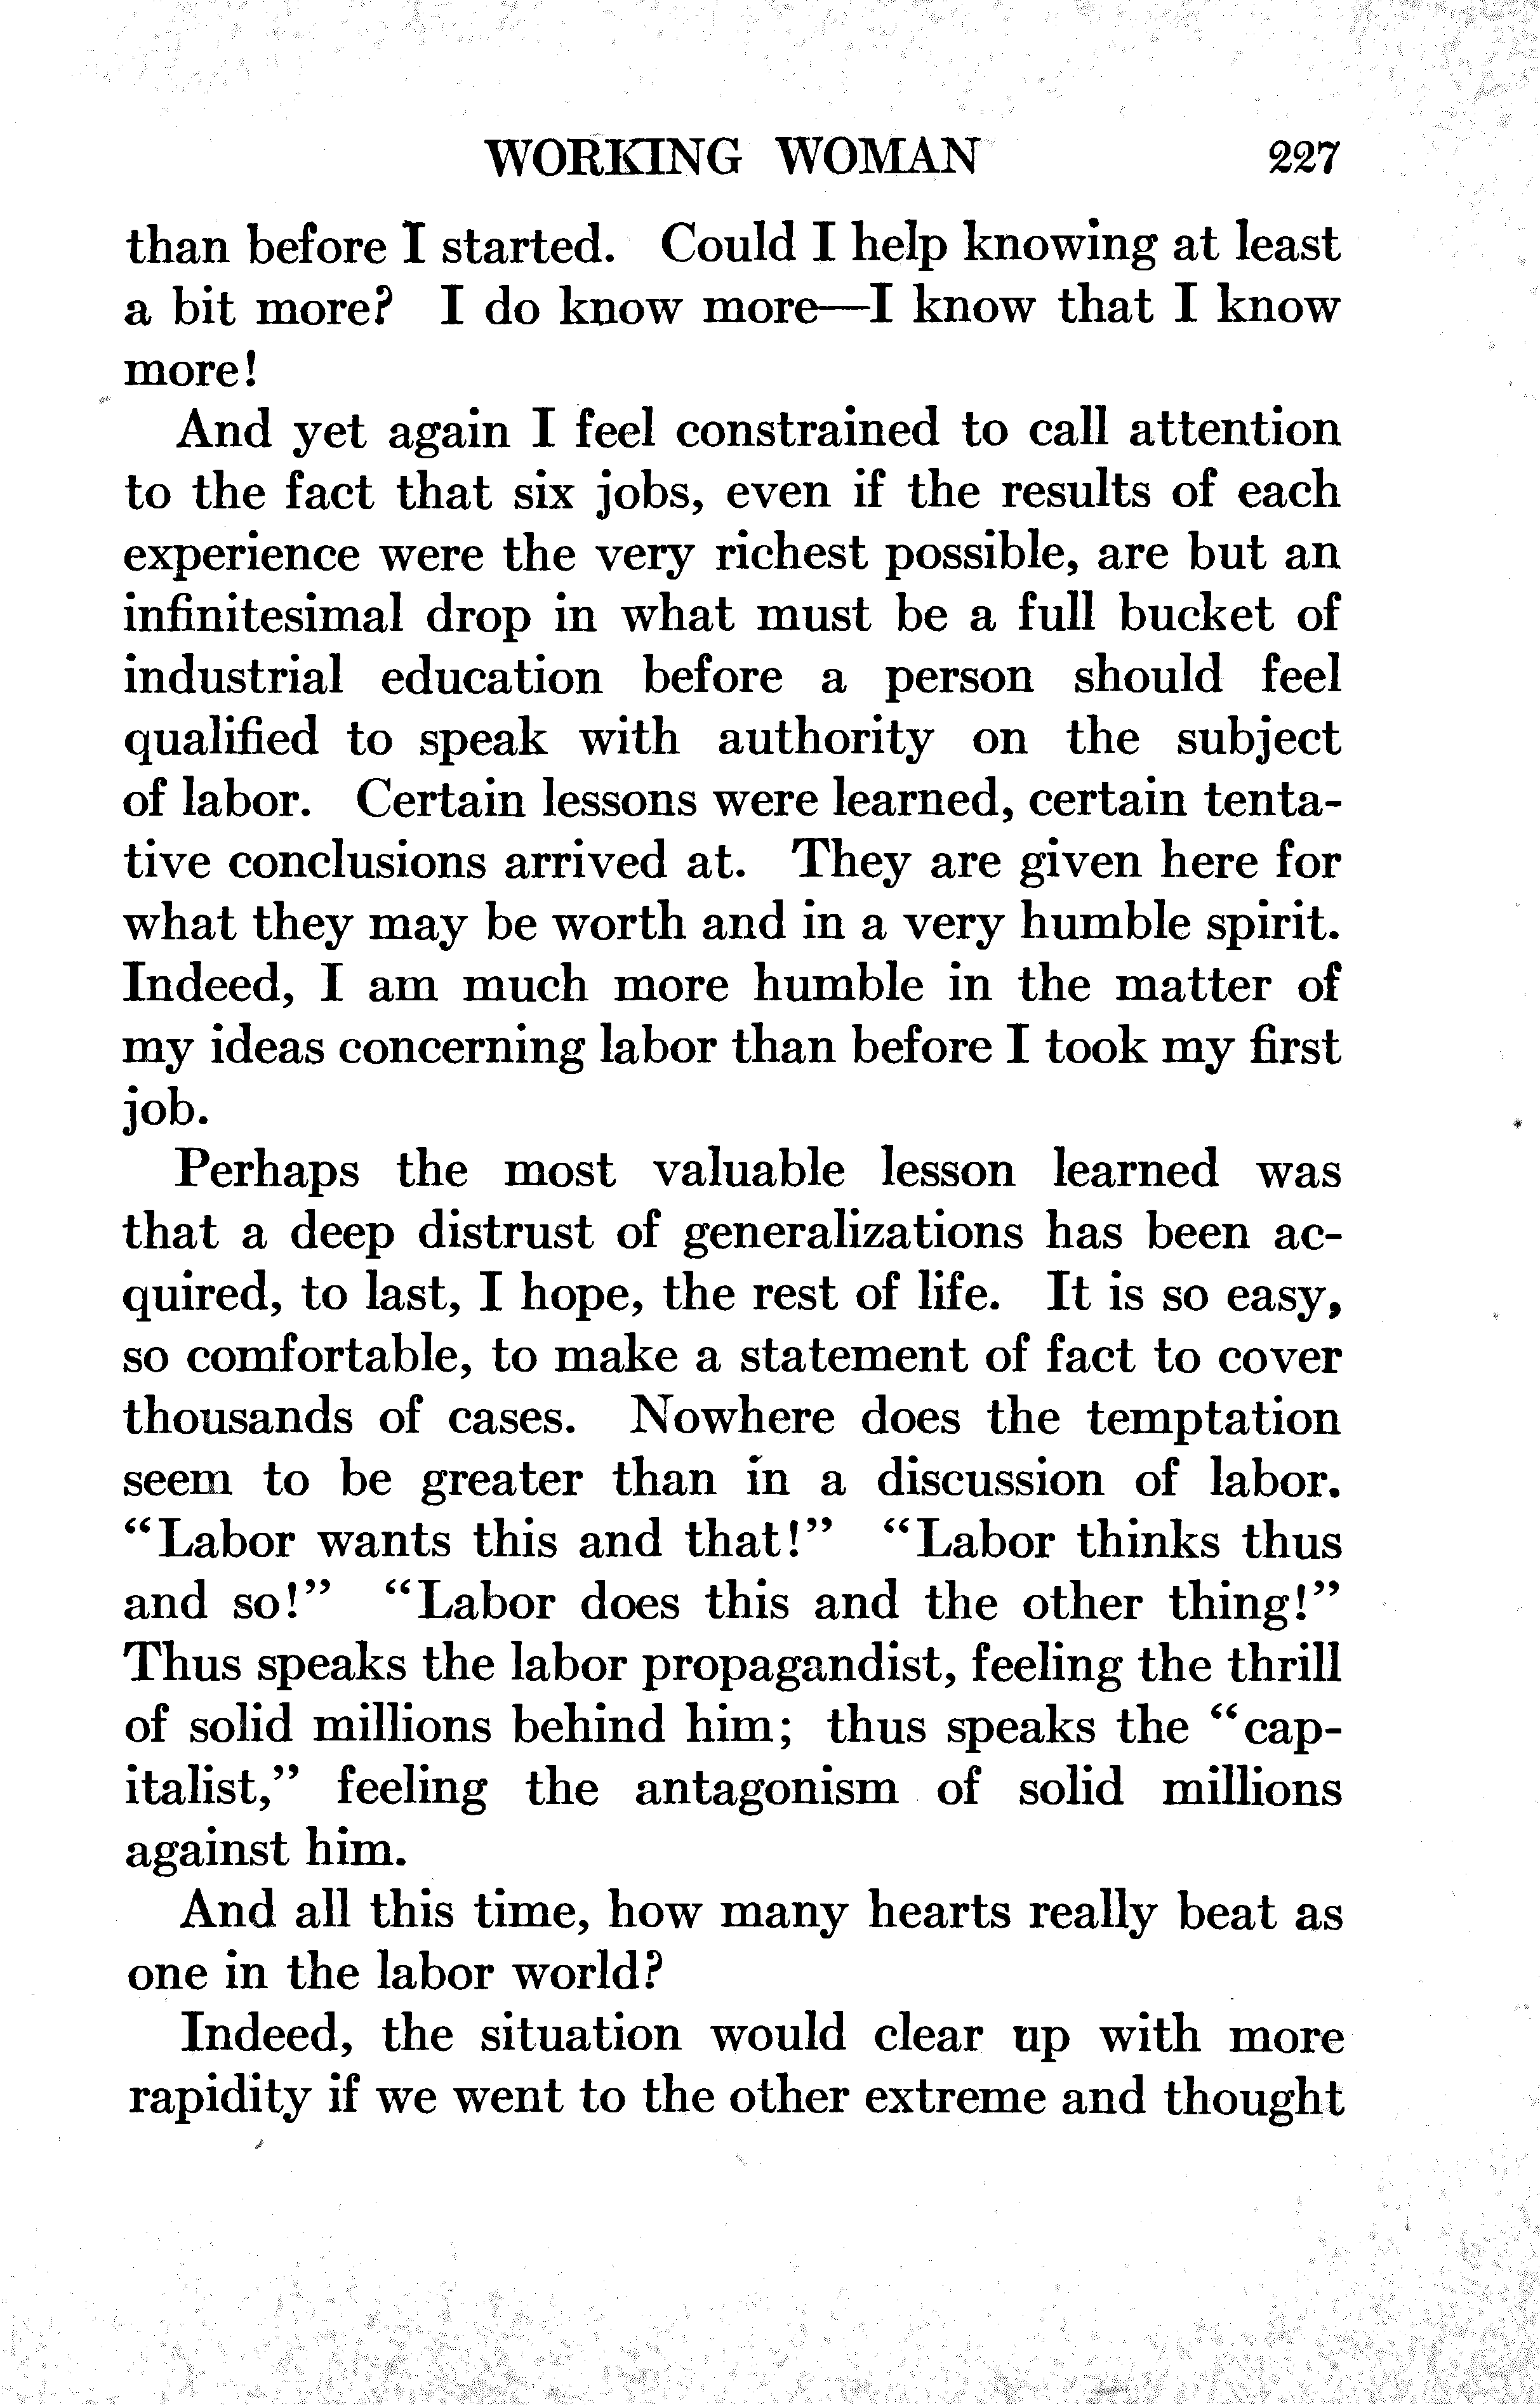 WORKING WOMAN 227
than before I started. Could I help knowing at least
a bit more? I do know more—I know that I know
more!
And yet again I feel constrained to call attention
to the fact that six jobs, even if the results of each
experience were the very richest possible, are but an
infinitesimal drop in what must be a full bucket of
industrial education before a person should feel
qualified to speak with authority on the subject
of labor. Certain lessons were learned, certain tenta-
tive conclusions arrived at. They are given here for
what they may be worth and in a very humble spirit.
Indeed, I am much more humble in the matter of
my ideas concerning labor than before I took my first
job.
Perhaps the most valuable lesson learned was
that a deep distrust of generalizations has been ac-
quired, to last, I hope, the rest of life. It is so easy,
so comfortable, to make a statement of fact to cover
thousands of cases. Nowhere does the temptation
seem to be greater than in a discussion of labor.
“Labor wants this and that!” “Labor thinks thus
and so!” “Labor does this and the other thing!”
Thus speaks the labor propagandist, feeling the thrill
of solid millions behind him; thus speaks the “cap-
italist,” feeling the antagonism of solid millions
against him.
And all this time, how many hearts really beat as
one in the labor world?
Indeed, the situation would clear up with more
rapidity if we went to the other extreme and thought